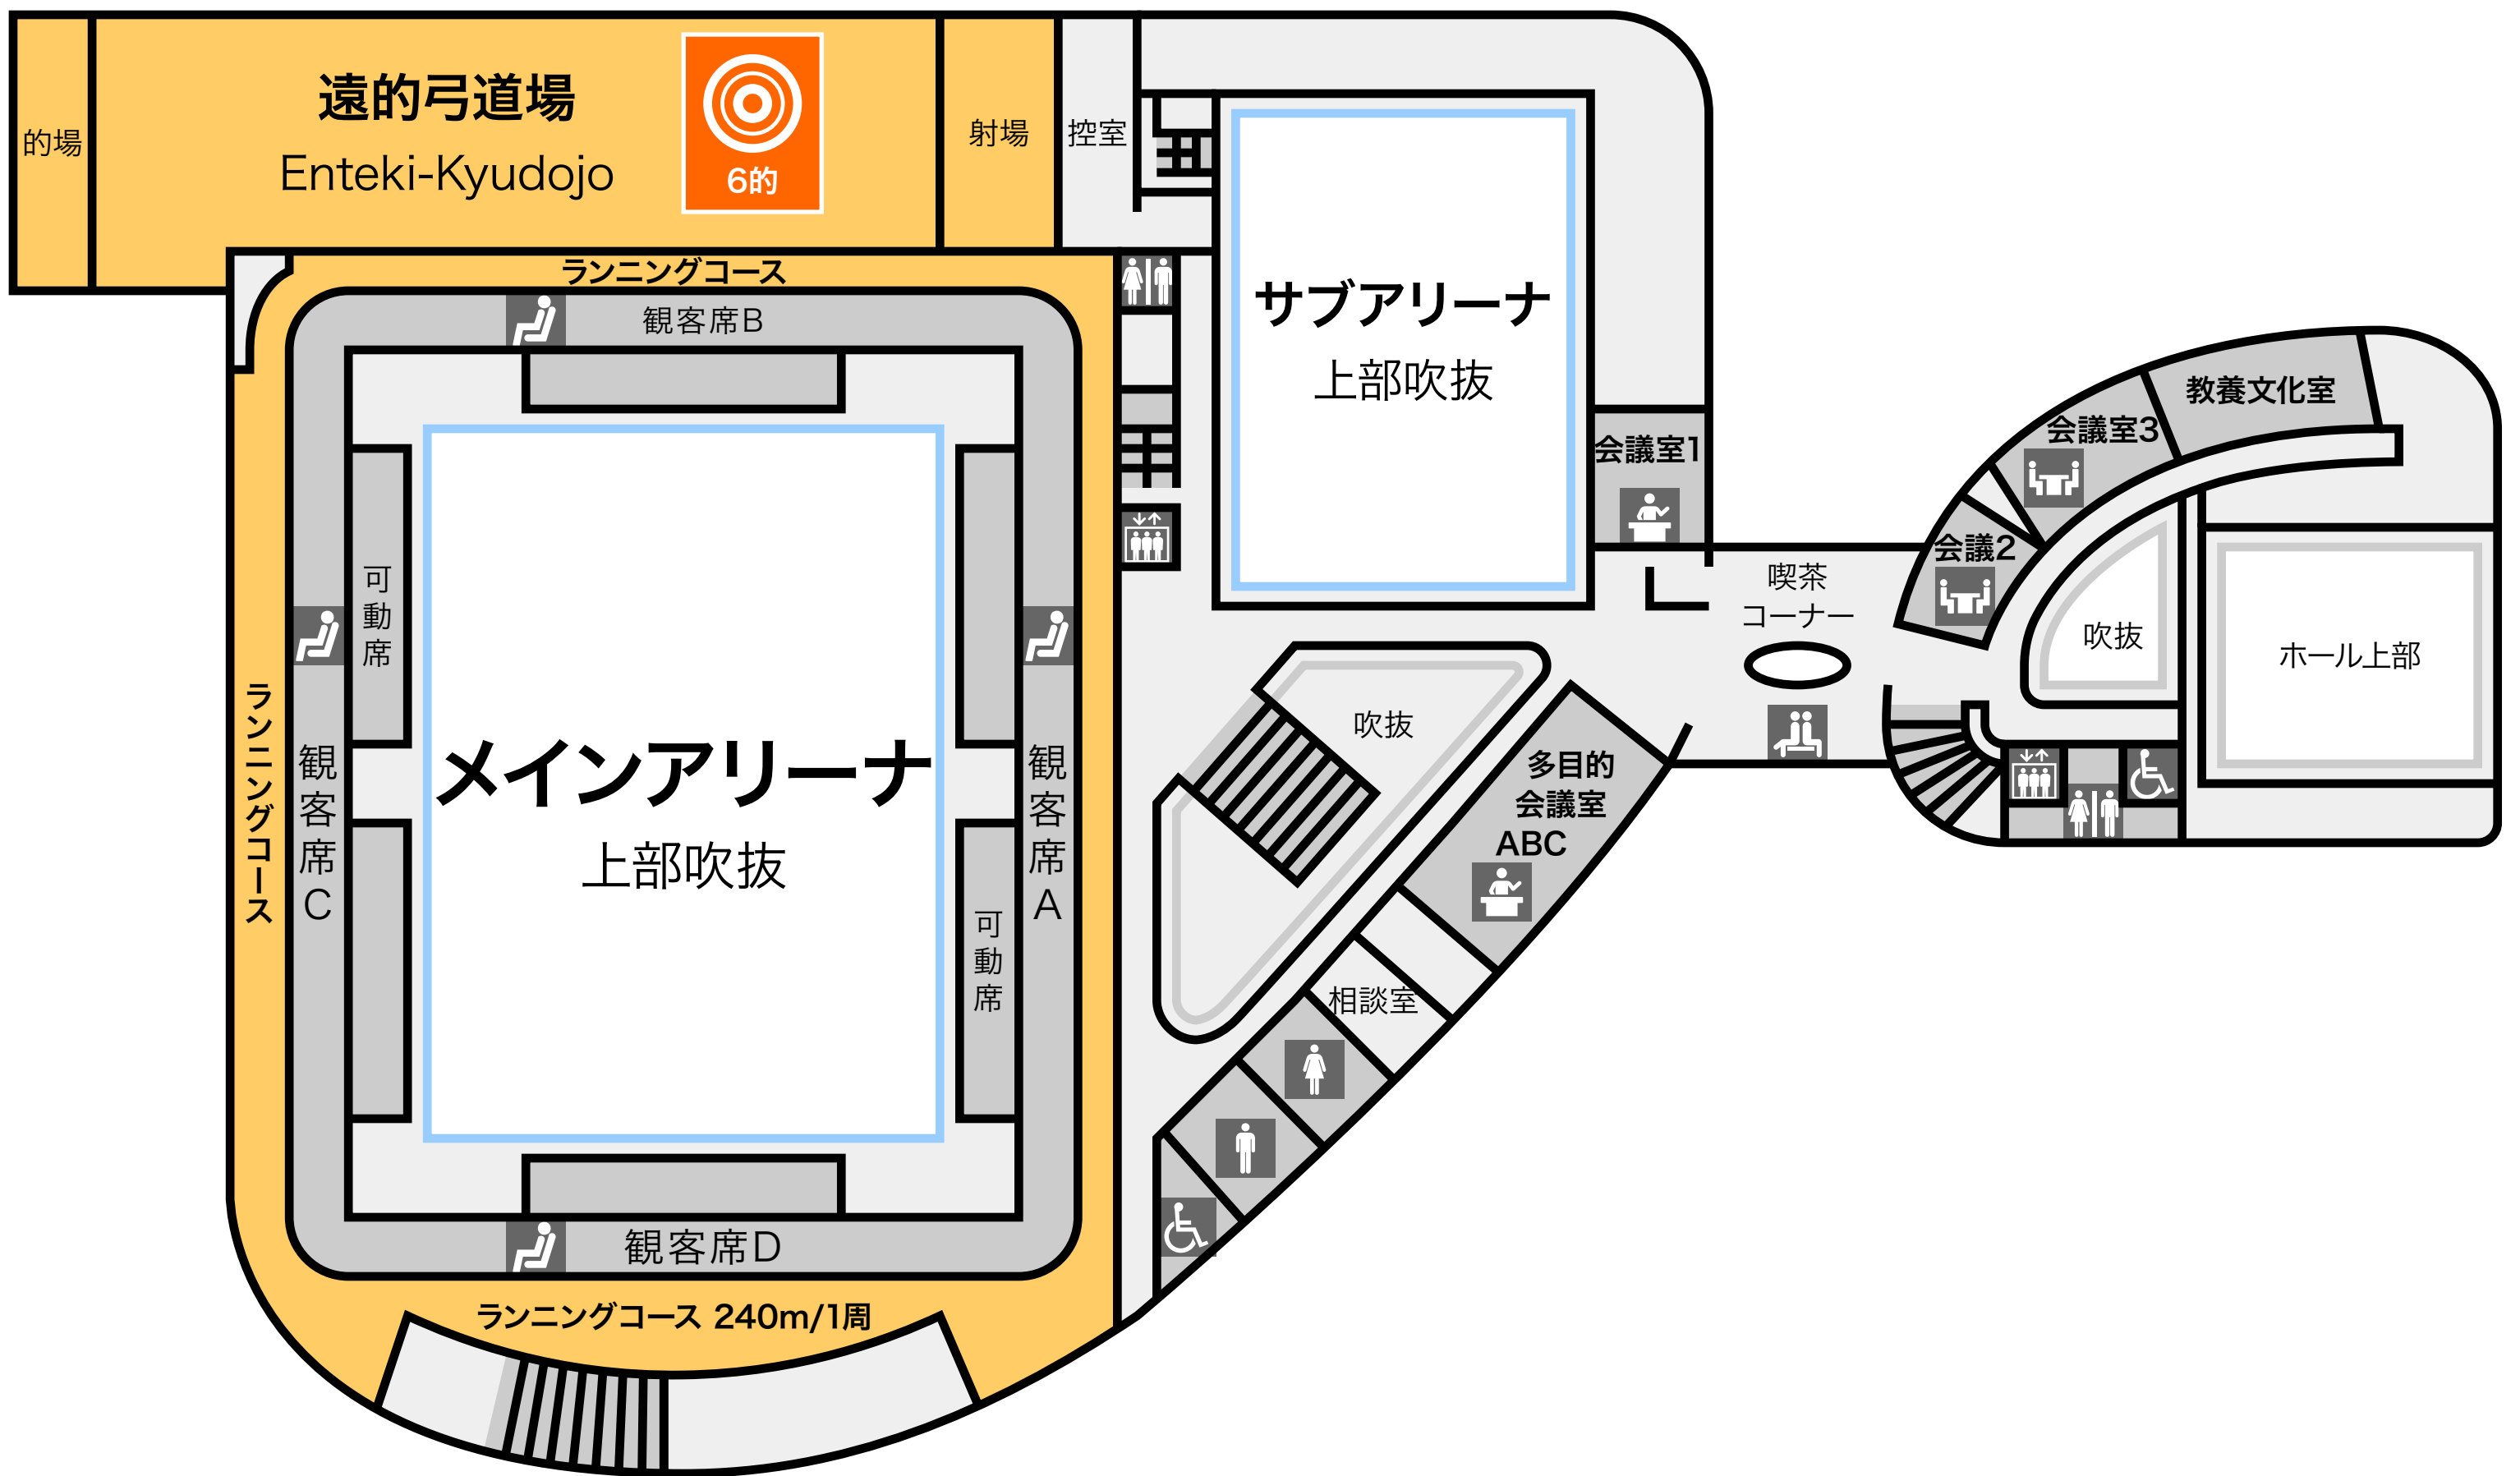 的場
遠的弓道場
Enteki-Kyudojo
6的
射場
控室
ランニングコース
観客席B
サブアリーナ
上部吹抜
会議室1
会議2
会議室3
教養文化室
喫茶
コーナー
吹抜
ホール上部
可動席
ランニングコース
観客席C
メインアリーナ
上部吹抜
観客席A
可動席
吹抜
多目的
会議室
ABC
相談室
観客席D
ランニングコース 240m/1周